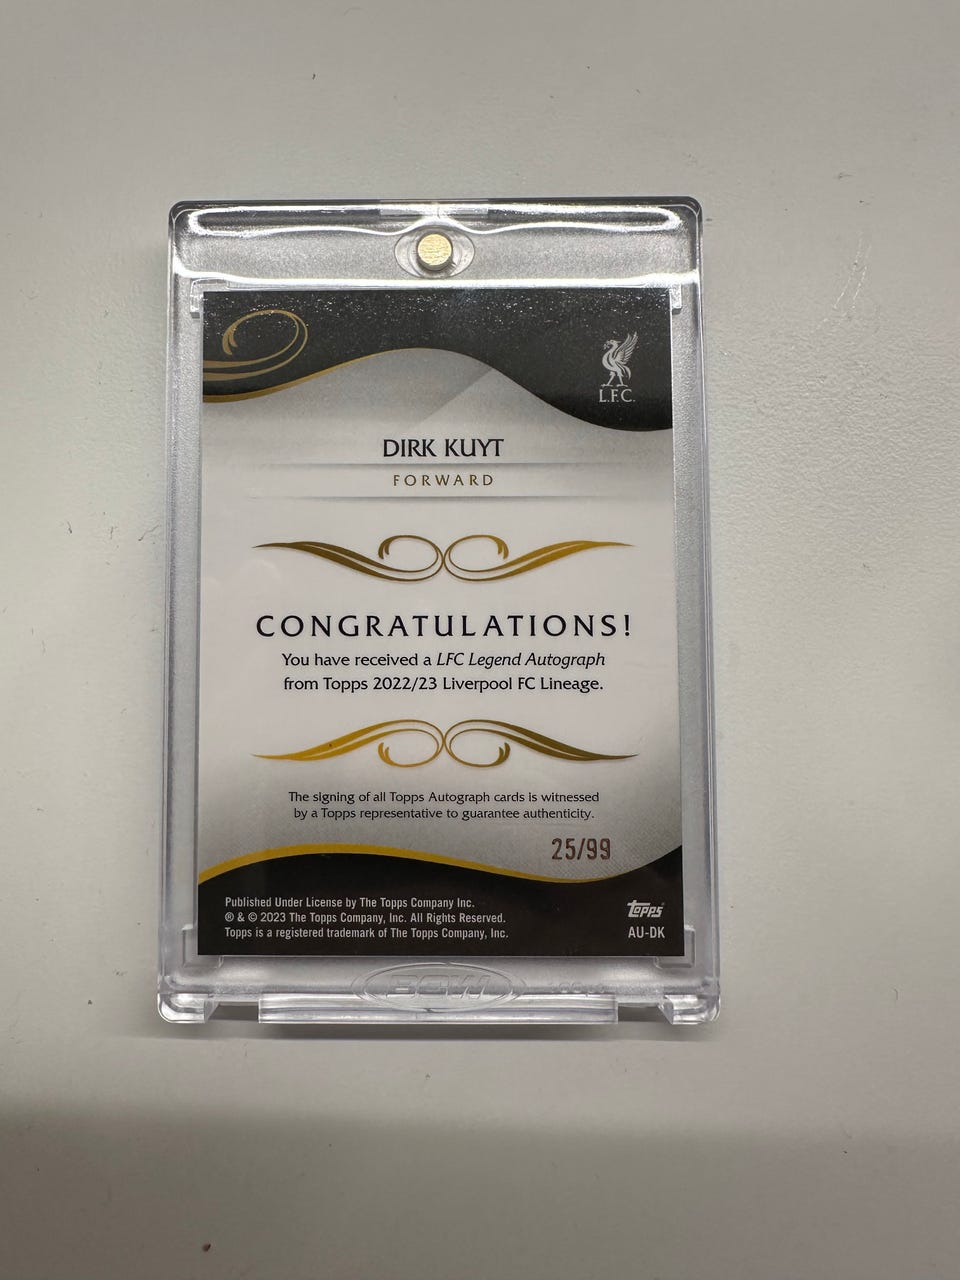 L.F.C.
DIRK KUYT
FORWARD
CONGRATULATIONS!
You have received a LFC Legend Autograph
from Topps 2022/23 Liverpool FC Lineage.
The signing of all Topps Autograph cards is witnessed
by a Topps representative to guarantee authenticity.
25/99
Published Under License by The Topps Company Inc.
® & © 2023 The Topps Company, Inc. All Rights Reserved.
Topps is a registered trademark of The Topps Company, Inc.
topps
AU-DK
BCW